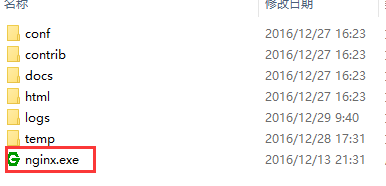 名称 修改日期
conf 2016/12/27 16:23
contrib 2016/12/27 16:23
docs 2016/12/27 16:23
html 2016/12/27 16:23
logs 2016/12/29 9:40
temp 2016/12/28 17:31
nginx.exe 2016/12/13 21:31